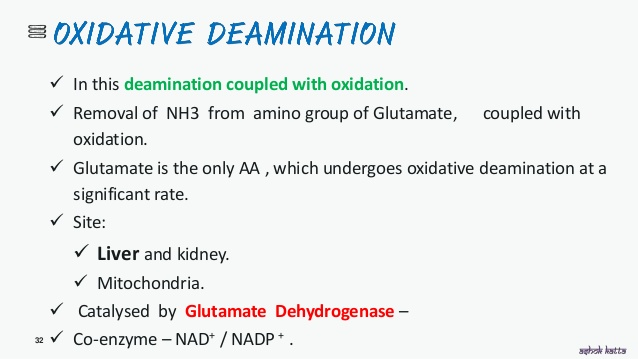 OXIDATIVE DEAMINATION
✓ In this deamination coupled with oxidation.
✓ Removal of NH3 from amino group of Glutamate, coupled with
oxidation.
✓ Glutamate is the only AA , which undergoes oxidative deamination at a
significant rate.
✓ Site:
✓ Liver and kidney.
✓ Mitochondria.
✓ Catalysed by Glutamate Dehydrogenase –
32 ✓ Co-enzyme – NAD⁺ / NADP ⁺ .
Ashok Katta